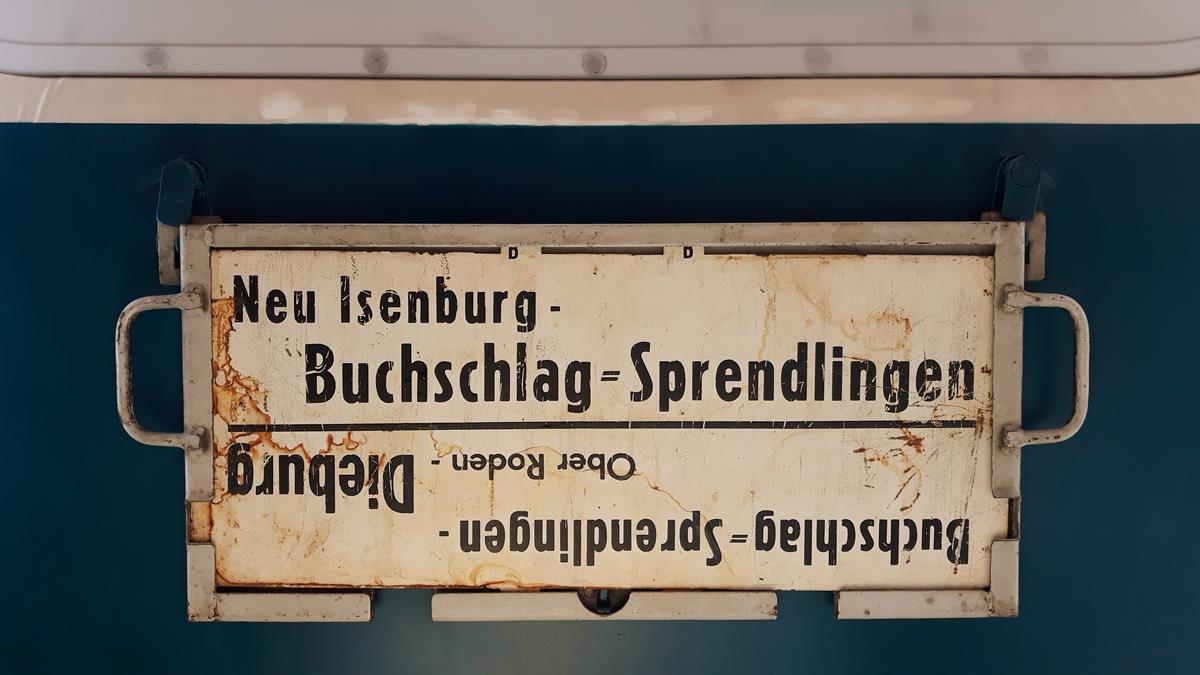 D D
Neu Isenburg -
Buchschlag=Sprendlingen
Buchschlag=Sprendlingen -
Ober Roden - Dieburg